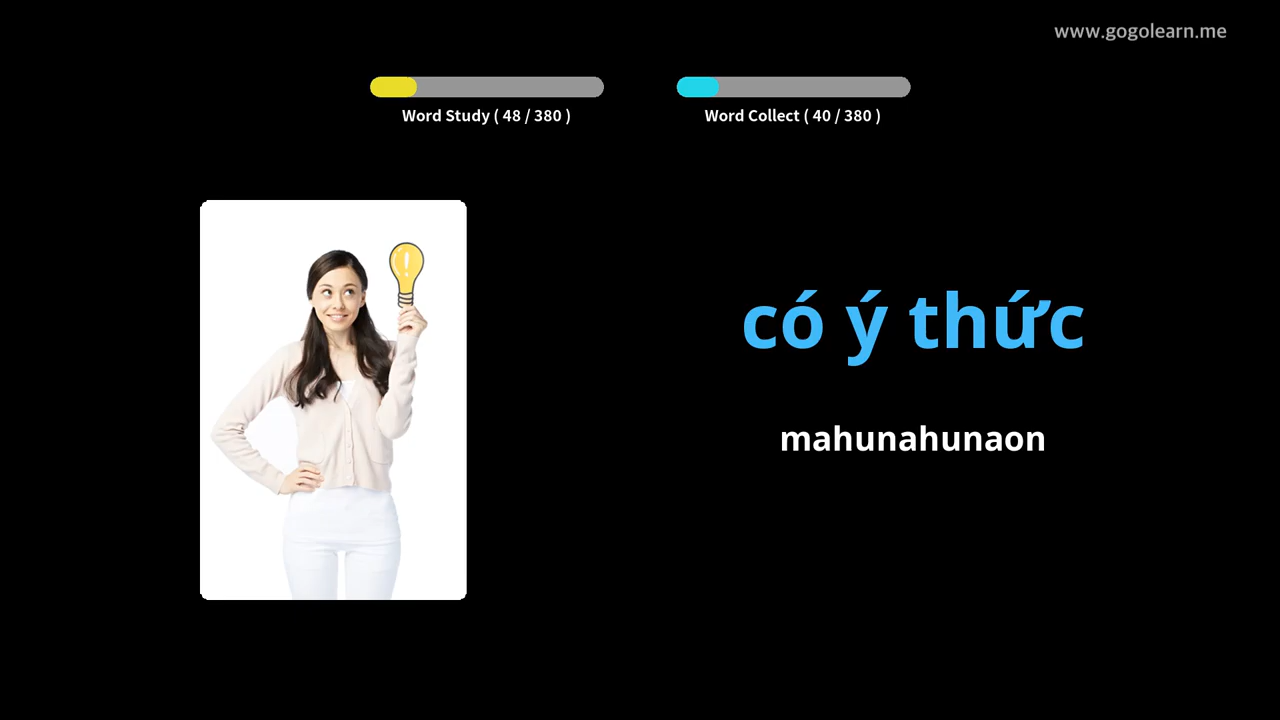 www.gogolearn.me
Word Study ( 48 / 380 )
Word Collect ( 40 / 380 )
có ý thức
mahunahunaon